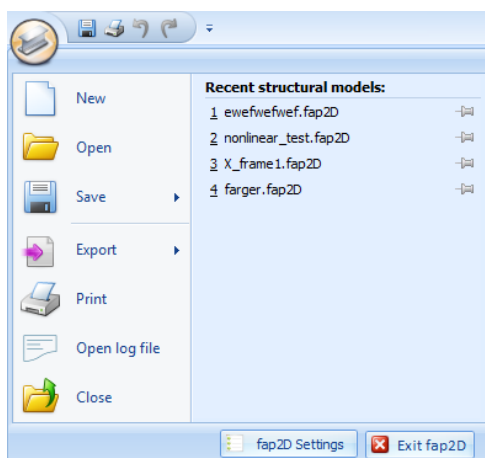 New
Open
Save
Export
Print
Open log file
Close
Recent structural models:
1 ewefwefwef.fap2D
2 nonlinear_test.fap2D
3 X_frame1.fap2D
4 farger.fap2D
fap2D Settings
Exit fap2D